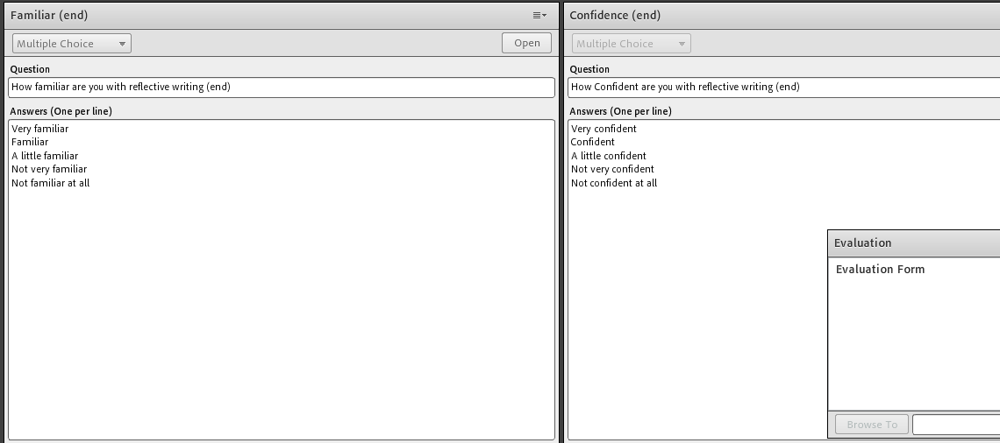 Familiar (end)
Multiple Choice
Open
Question
How familiar are you with reflective writing (end)
Answers (One per line)
Very familiar
Familiar
A little familiar
Not very familiar
Not familiar at all
Confidence (end)
Multiple Choice
Question
How Confident are you with reflective writing (end)
Answers (One per line)
Very confident
Confident
A little confident
Not very confident
Not confident at all
Evaluation
Evaluation Form
Browse To